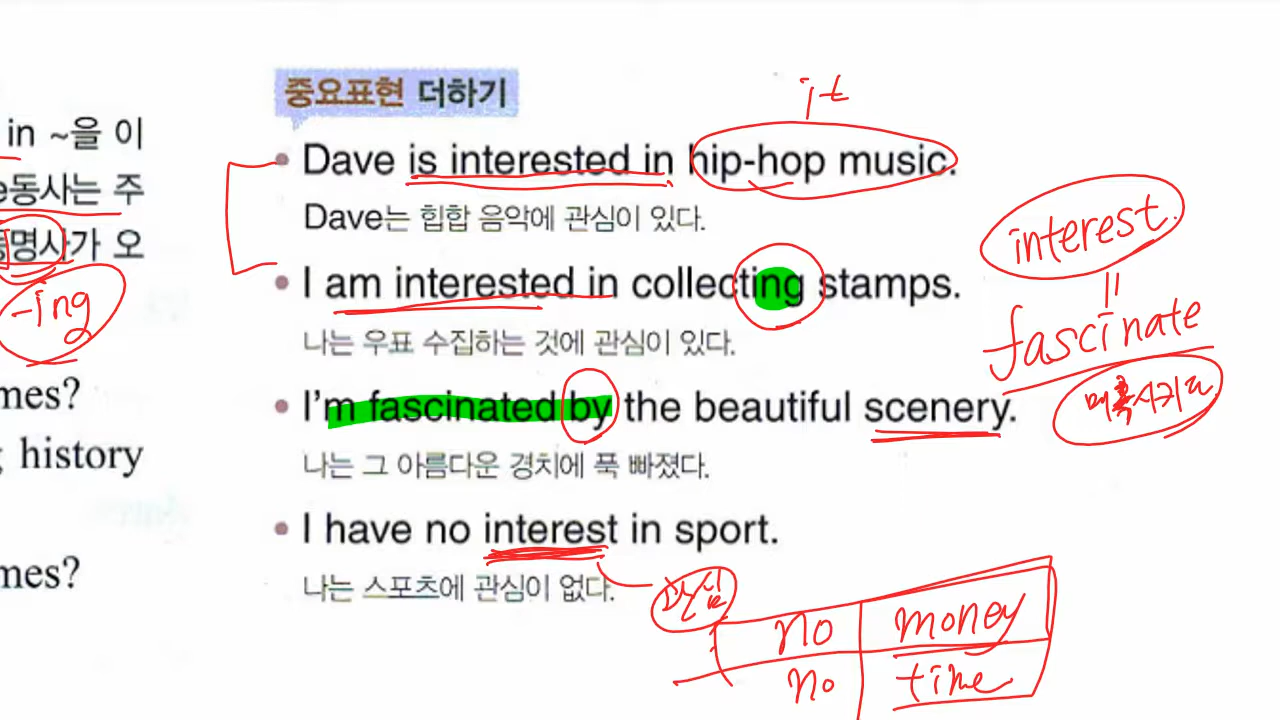 in ~을 이
e동사는 주
동명사가 오
-ing
mes?
history
mes?
중요표현 더하기
it
Dave is interested in hip-hop music.
Dave는 힙합 음악에 관심이 있다.
I am interested in collecting stamps.
나는 우표 수집하는 것에 관심이 있다.
I'm fascinated by the beautiful scenery.
나는 그 아름다운 경치에 푹 빠졌다.
I have no interest in sport.
나는 스포츠에 관심이 없다.
interest
=
fascinate
매혹시키고
관심
no money
no time